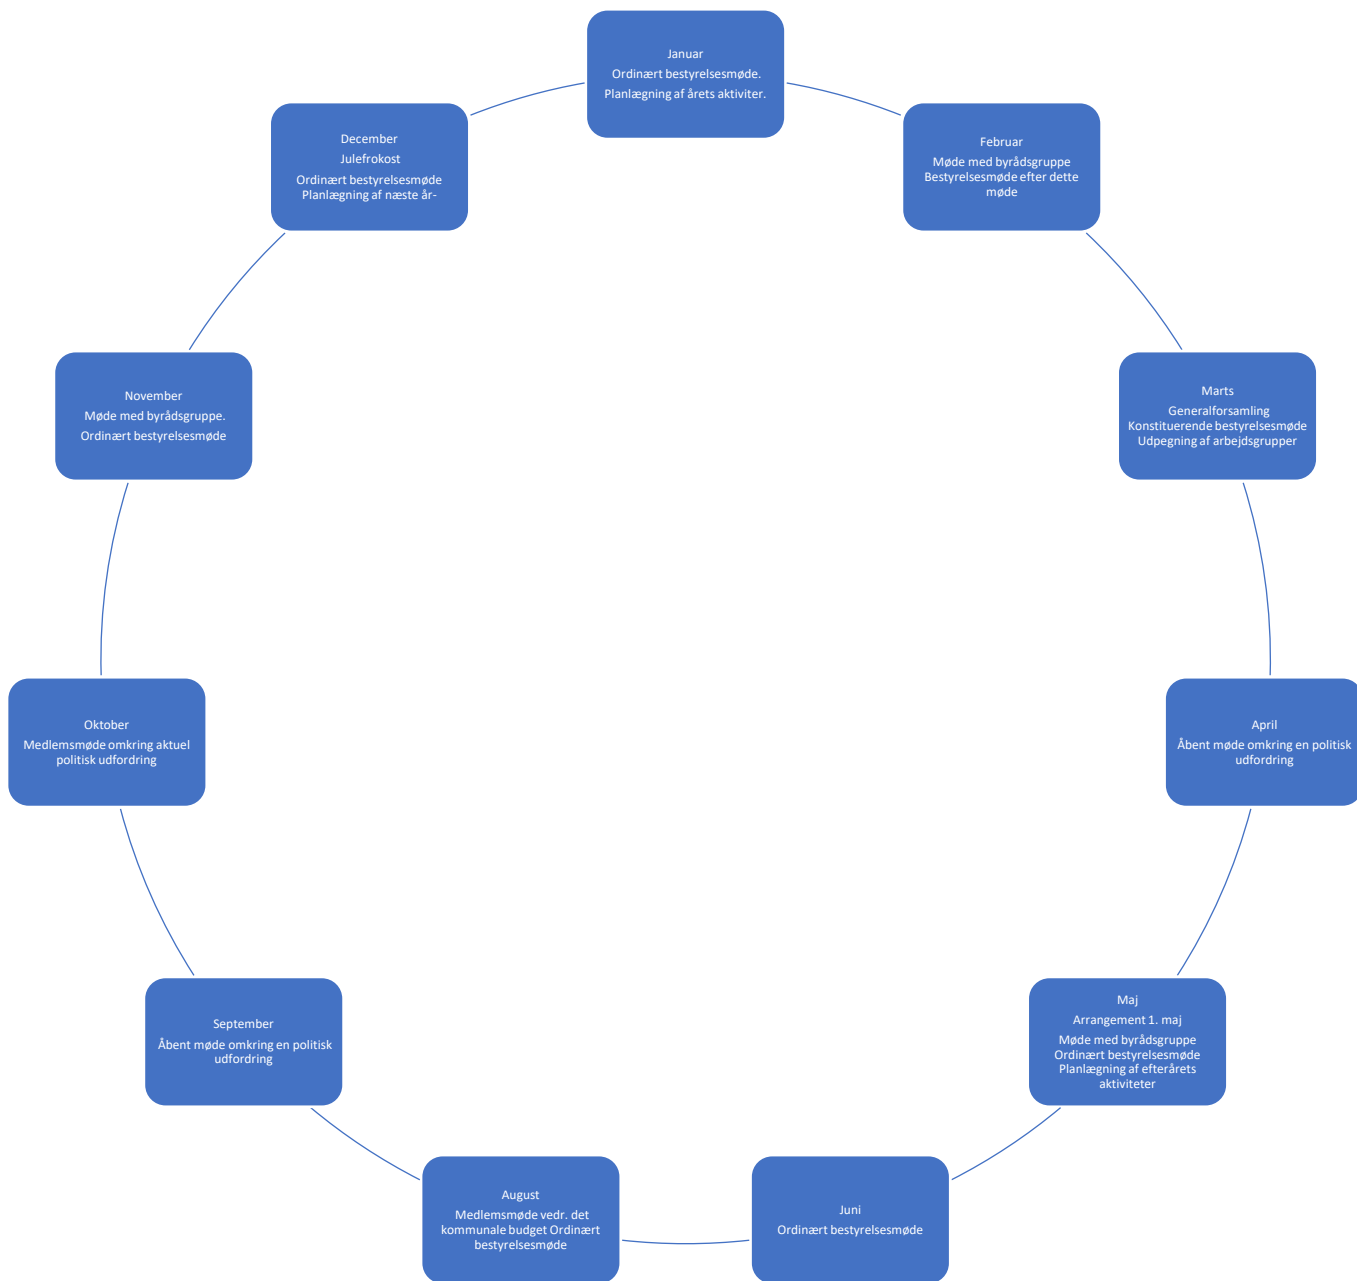 Januar
Ordinært bestyrelsesmøde.
Planlægning af årets aktiviter.
Februar
Møde med byrådsgruppe
Bestyrelsesmøde efter dette
møde
Marts
Generalforsamling
Konstituerende bestyrelsesmøde
Udpegning af arbejdsgrupper
April
Åbent møde omkring en politisk
udfordring
Maj
Arrangement 1. maj
Møde med byrådsgruppe
Ordinært bestyrelsesmøde
Planlægning af efterårets
aktiviteter
Juni
Ordinært bestyrelsesmøde
August
Medlemsmøde vedr. det
kommunale budget Ordinært
bestyrelsesmøde
September
Åbent møde omkring en politisk
udfordring
Oktober
Medlemsmøde omkring aktuel
politisk udfordring
November
Møde med byrådsgruppe.
Ordinært bestyrelsesmøde
December
Julefrokost
Ordinært bestyrelsesmøde
Planlægning af næste år-